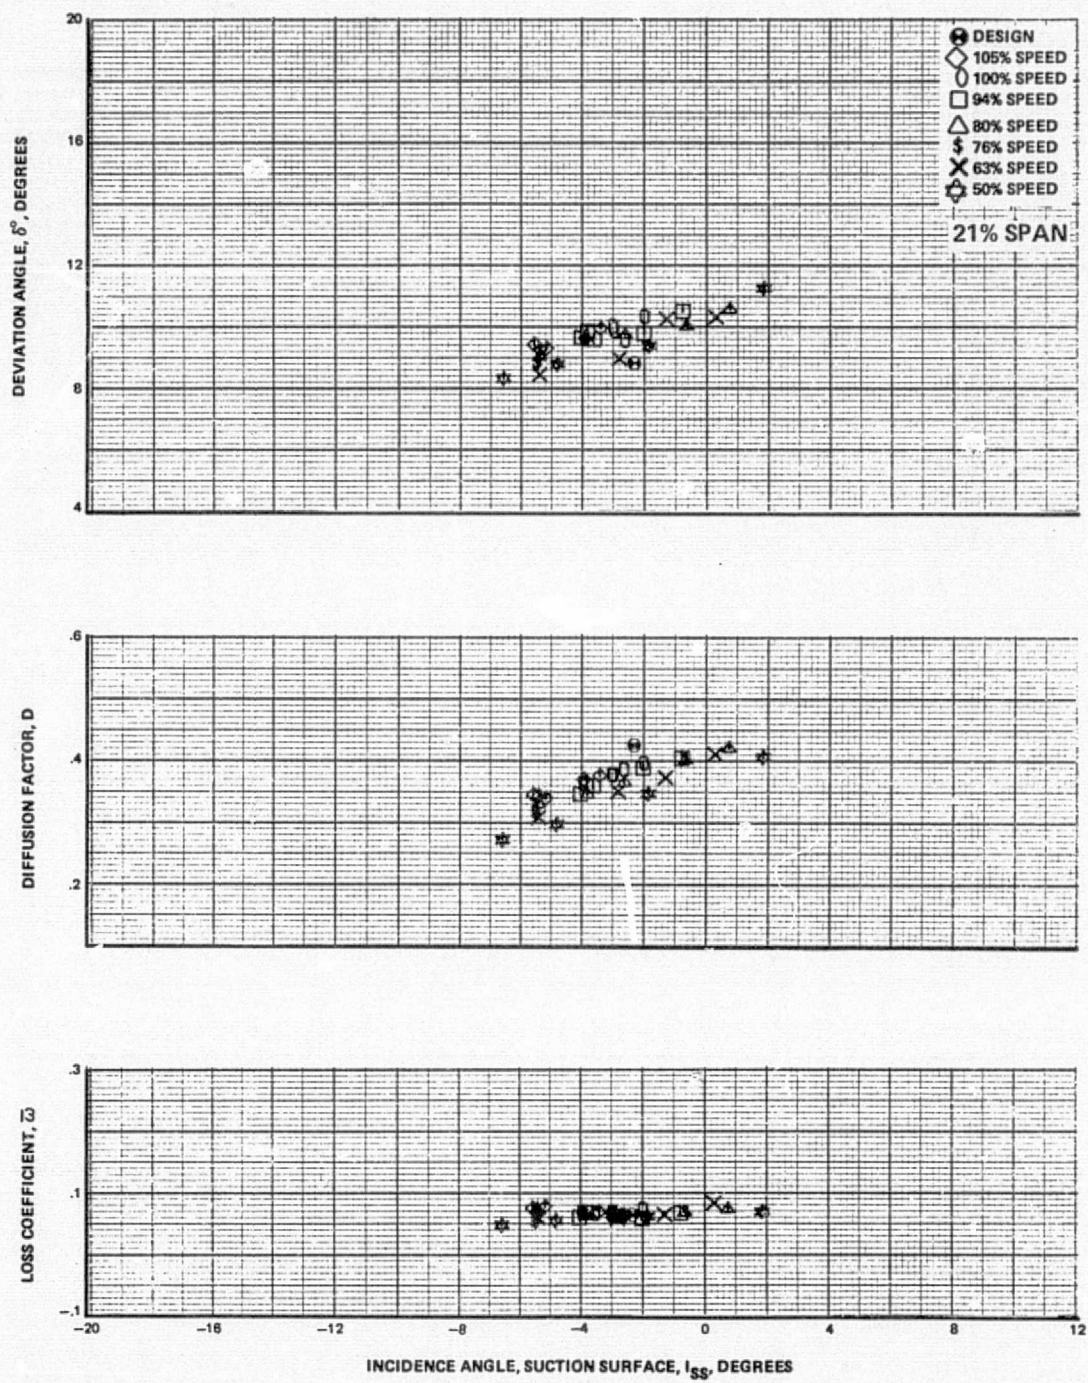 20
16
12
8
4
DEVIATION ANGLE, δ°, DEGREES
DESIGN
105% SPEED
100% SPEED
94% SPEED
80% SPEED
$ 76% SPEED
63% SPEED
50% SPEED
21% SPAN
.6
.4
.2
DIFFUSION FACTOR, D
.3
.1
-.1
LOSS COEFFICIENT, ω̅
-20
-16
-12
-8
-4
0
4
8
12
INCIDENCE ANGLE, SUCTION SURFACE, I_SS, DEGREES